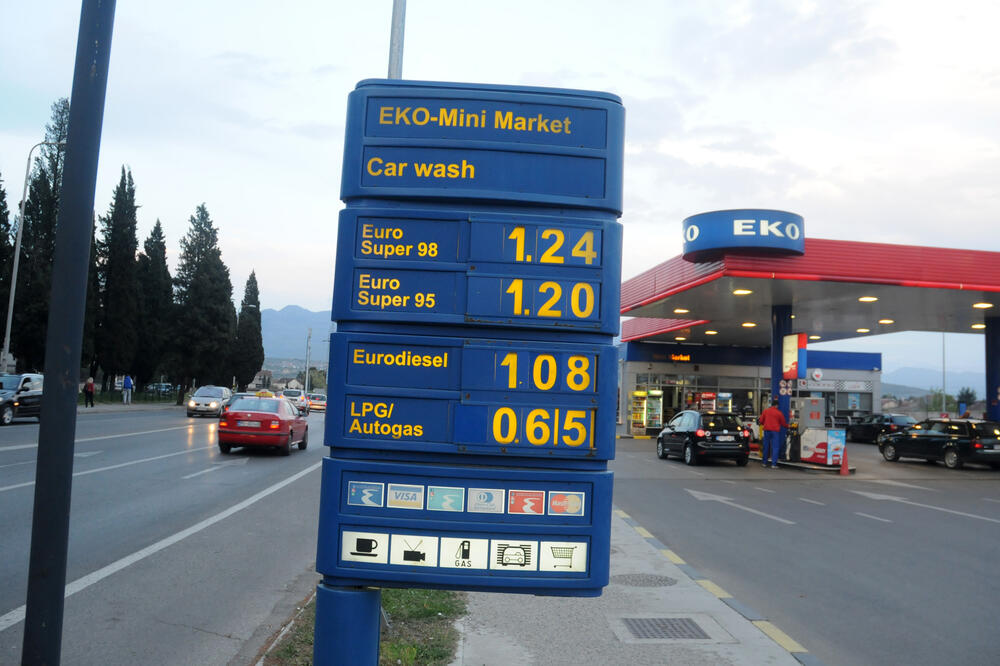 EKO-Mini Market
Car wash
Euro
Super 98
1.24
Euro
Super 95
1.20
Eurodiesel
1.08
LPG/
Autogas
0.65
VISA
GAS
EKO
Market